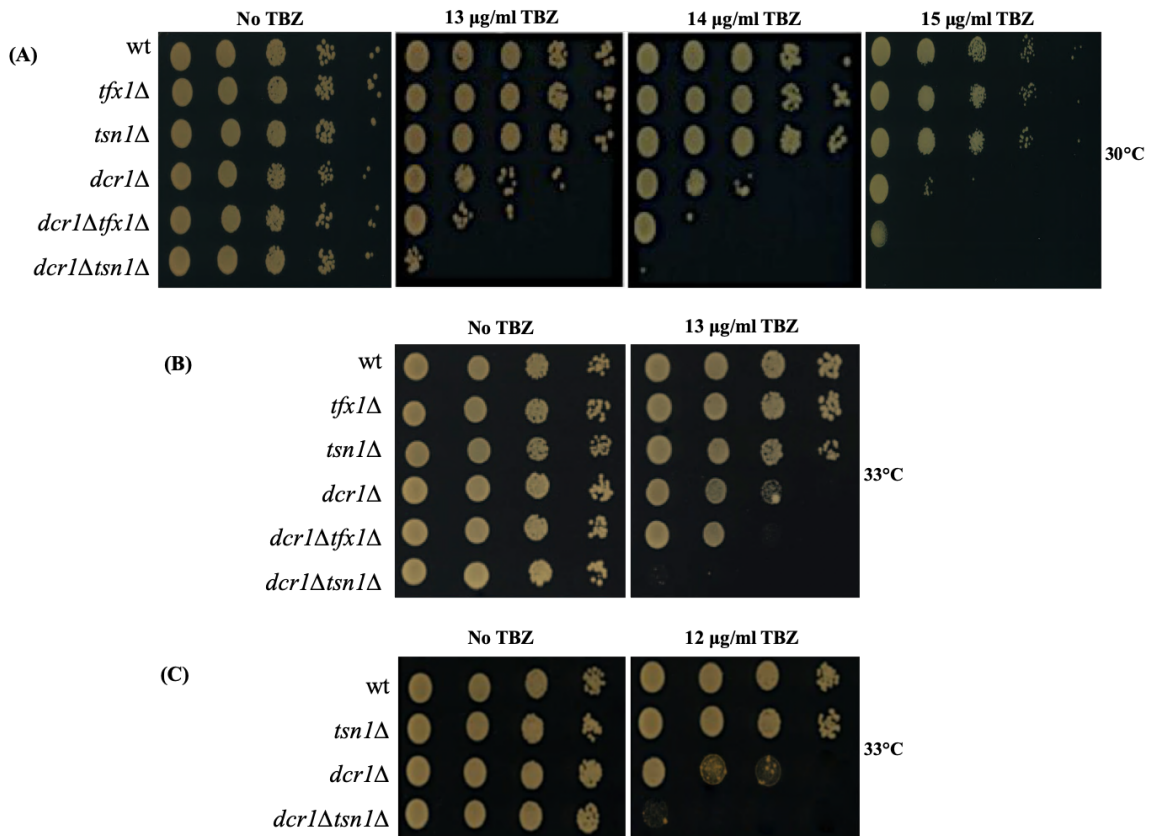 No TBZ 13 µg/ml TBZ 14 µg/ml TBZ 15 µg/ml TBZ
(A)
wt
tfx1Δ
tsn1Δ
dcr1Δ
dcr1Δtfx1Δ
dcr1Δtsn1Δ
30°C
No TBZ 13 µg/ml TBZ
(B)
wt
tfx1Δ
tsn1Δ
dcr1Δ
dcr1Δtfx1Δ
dcr1Δtsn1Δ
33°C
No TBZ 12 µg/ml TBZ
(C)
wt
tsn1Δ
dcr1Δ
dcr1Δtsn1Δ
33°C